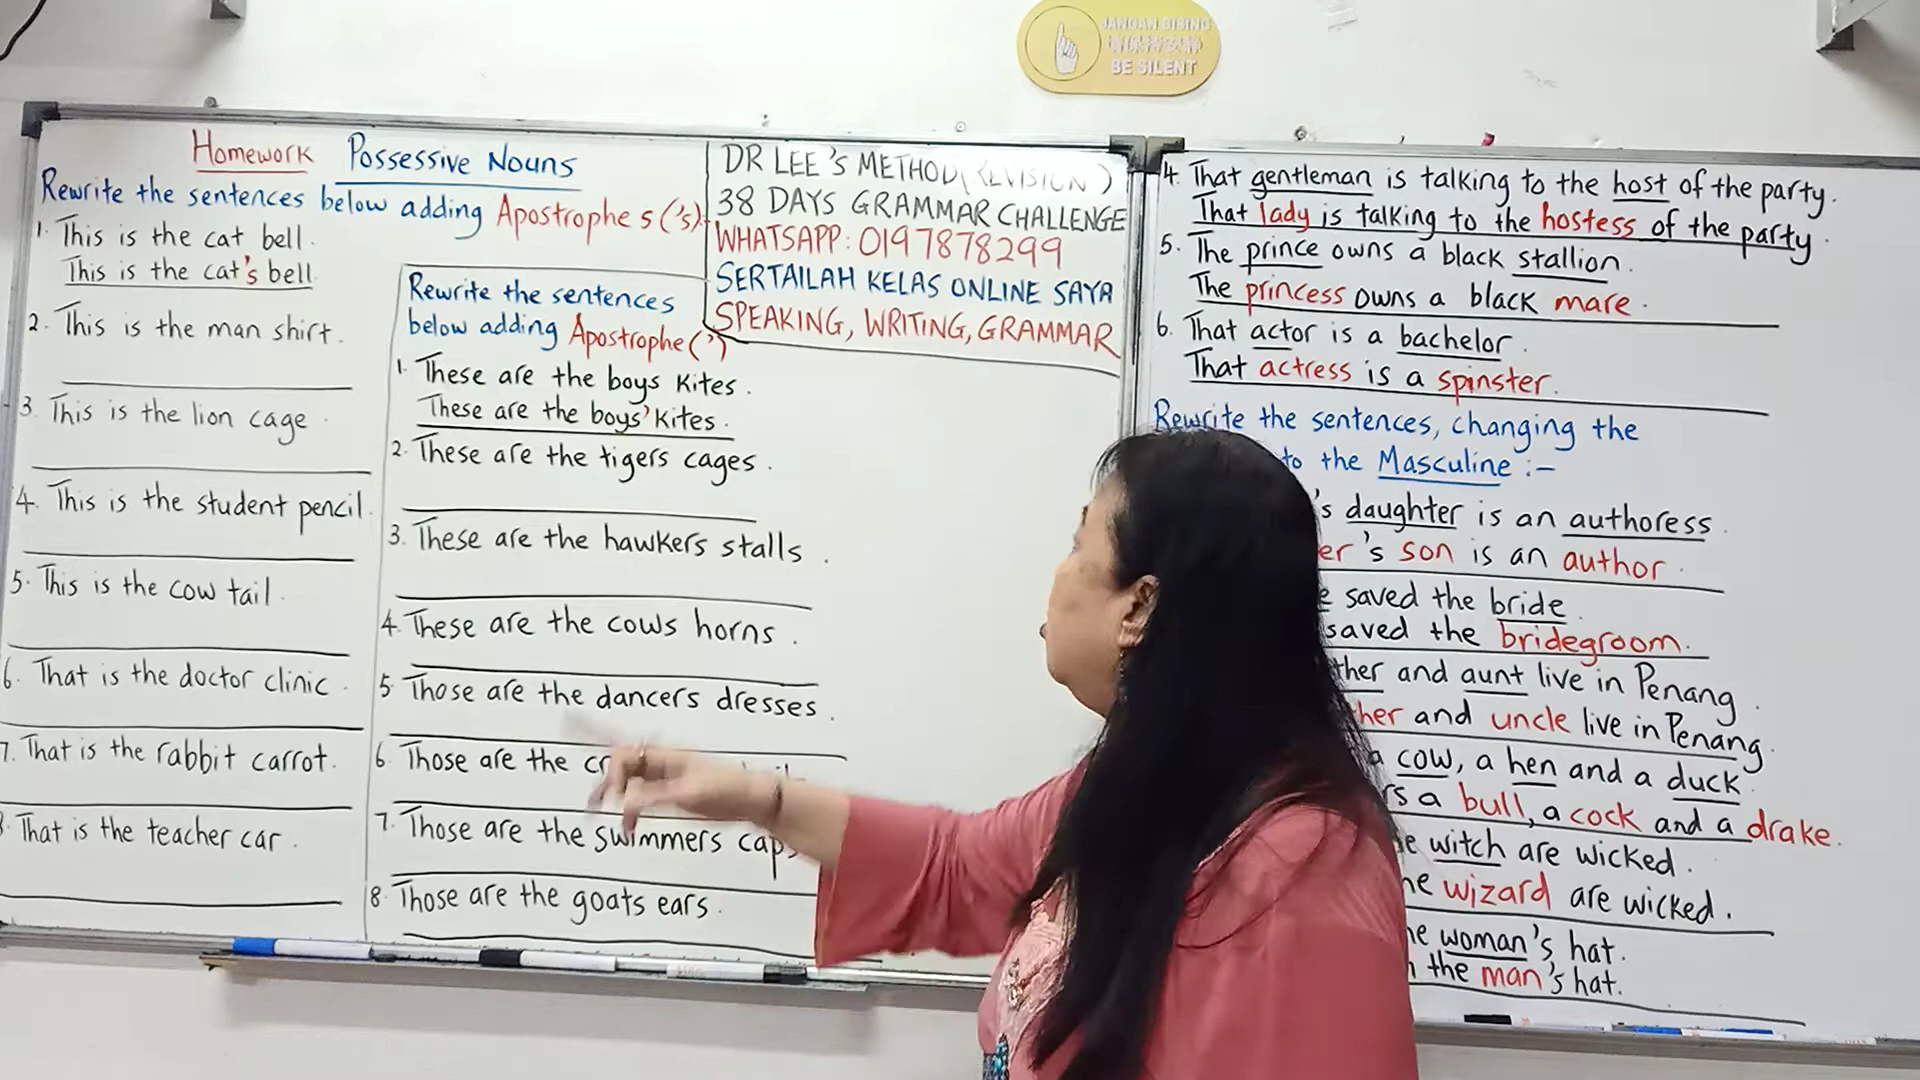 JANGAN BISING
BE SILENT
Homework Possessive Nouns
Rewrite the sentences below adding Apostrophe s ('s):-
1. This is the cat bell.
This is the cat's bell.
2. This is the man shirt.
3. This is the lion cage.
4. This is the student pencil.
5. This is the cow tail.
6. That is the doctor clinic.
7. That is the rabbit carrot.
That is the teacher car.
Rewrite the sentences
below adding Apostrophe(')
1. These are the boys kites.
These are the boys' kites.
2. These are the tigers cages.
3. These are the hawkers stalls.
4. These are the cows horns.
5. Those are the dancers dresses.
6. Those are the
7. Those are the swimmers caps
8. Those are the goats ears.
DR LEE'S METHOD (REVISION)
38 DAYS GRAMMAR CHALLENGE
WHATSAPP: 0197878299
SERTAILAH KELAS ONLINE SAYA
SPEAKING, WRITING, GRAMMAR
4. That gentleman is talking to the host of the party.
That lady is talking to the hostess of the party.
5. The prince owns a black stallion.
The princess owns a black mare.
6. That actor is a bachelor.
That actress is a spinster.
Rewrite the sentences, changing the
to the Masculine :-
's daughter is an authoress.
's son is an author.
saved the bride.
saved the bridegroom.
and aunt live in Penang.
and uncle live in Penang.
a cow, a hen and a duck.
a bull, a cock and a drake.
witch are wicked.
wizard are wicked.
woman's hat.
the man's hat.